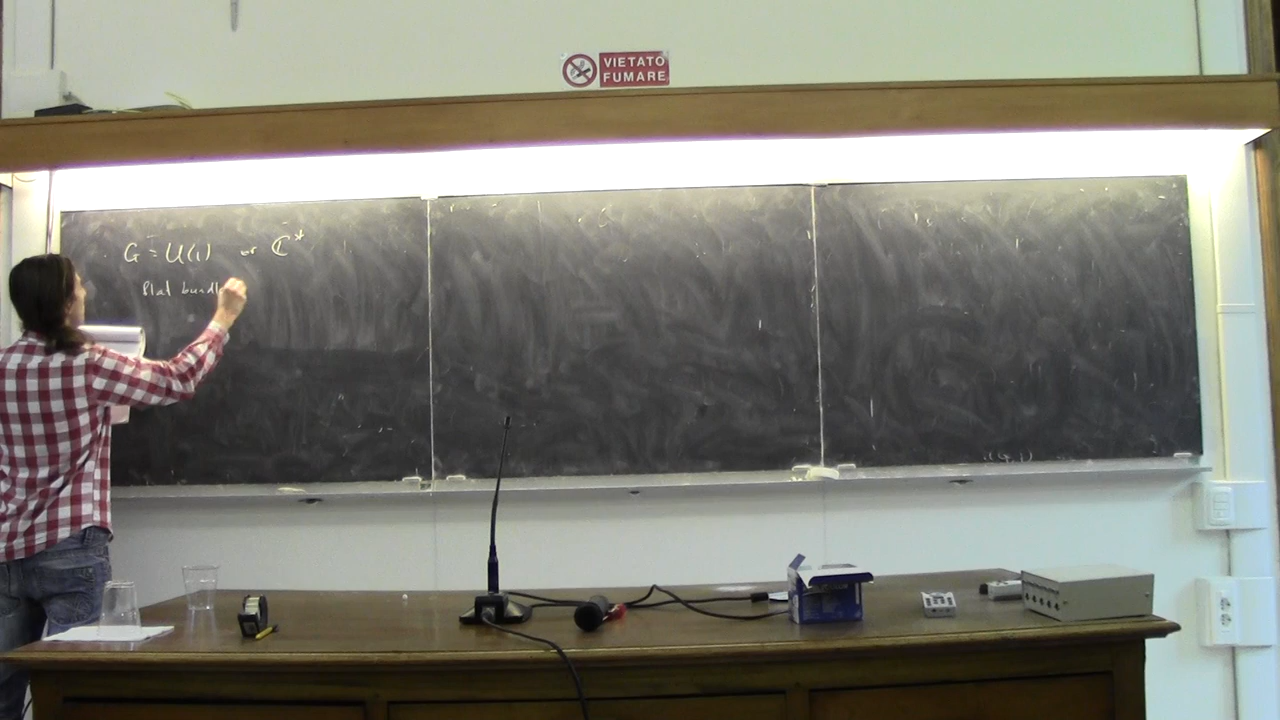 VIETATO
FUMARE
G = U(1) or ℂ*
flat bundl